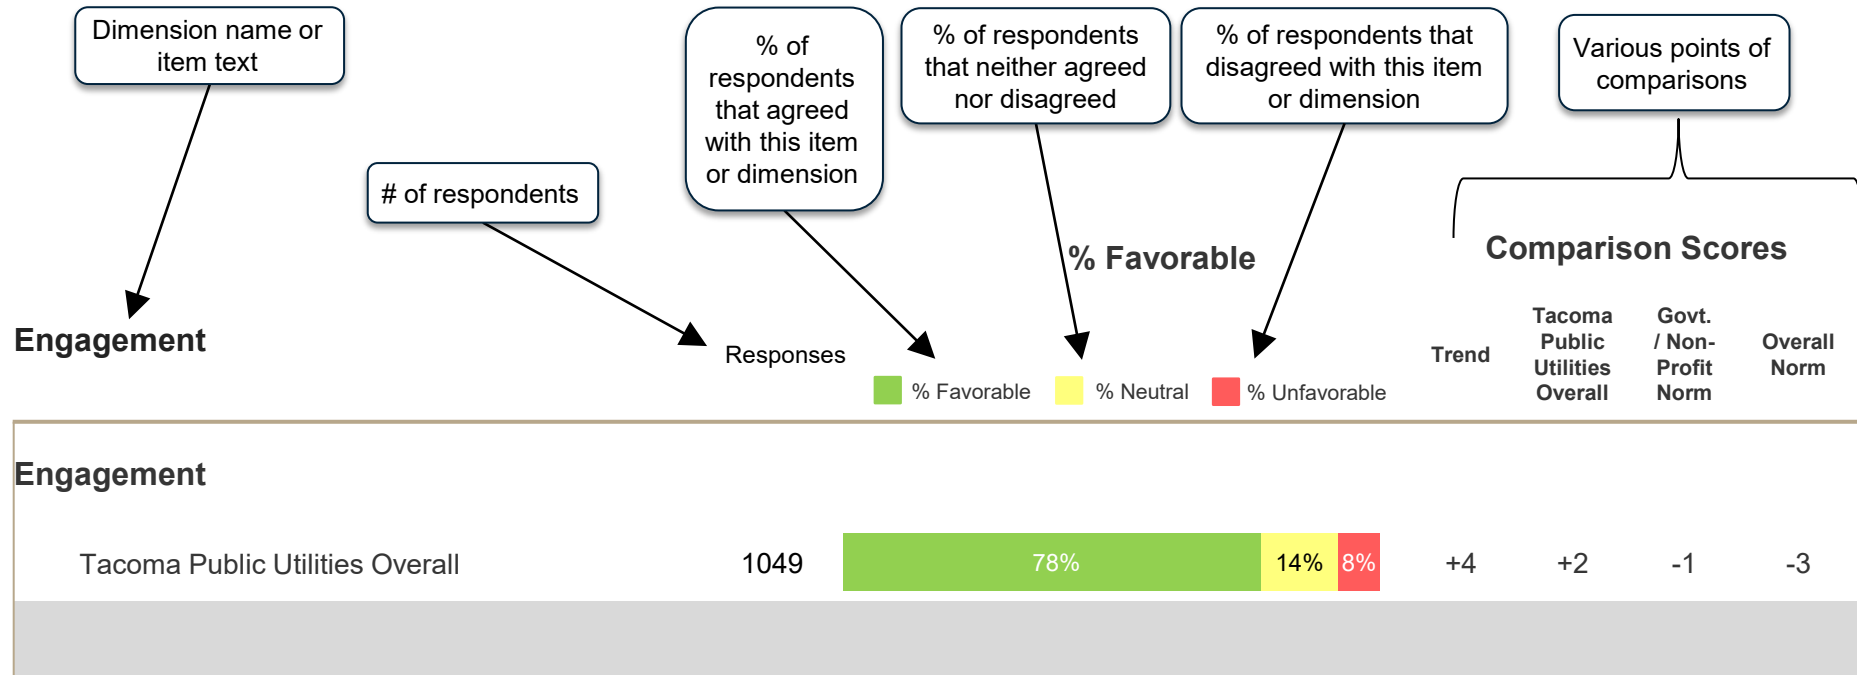 Dimension name or
item text
# of respondents
% of
respondents
that agreed
with this item
or dimension
% of respondents
that neither agreed
nor disagreed
% of respondents that
disagreed with this item
or dimension
Various points of
comparisons
% Favorable
Comparison Scores
Engagement
Responses
% Favorable
% Neutral
% Unfavorable
Trend
Tacoma
Public
Utilities
Overall
Govt.
/ Non-
Profit
Norm
Overall
Norm
Engagement
Tacoma Public Utilities Overall 1049 78% 14% 8% +4 +2 -1 -3